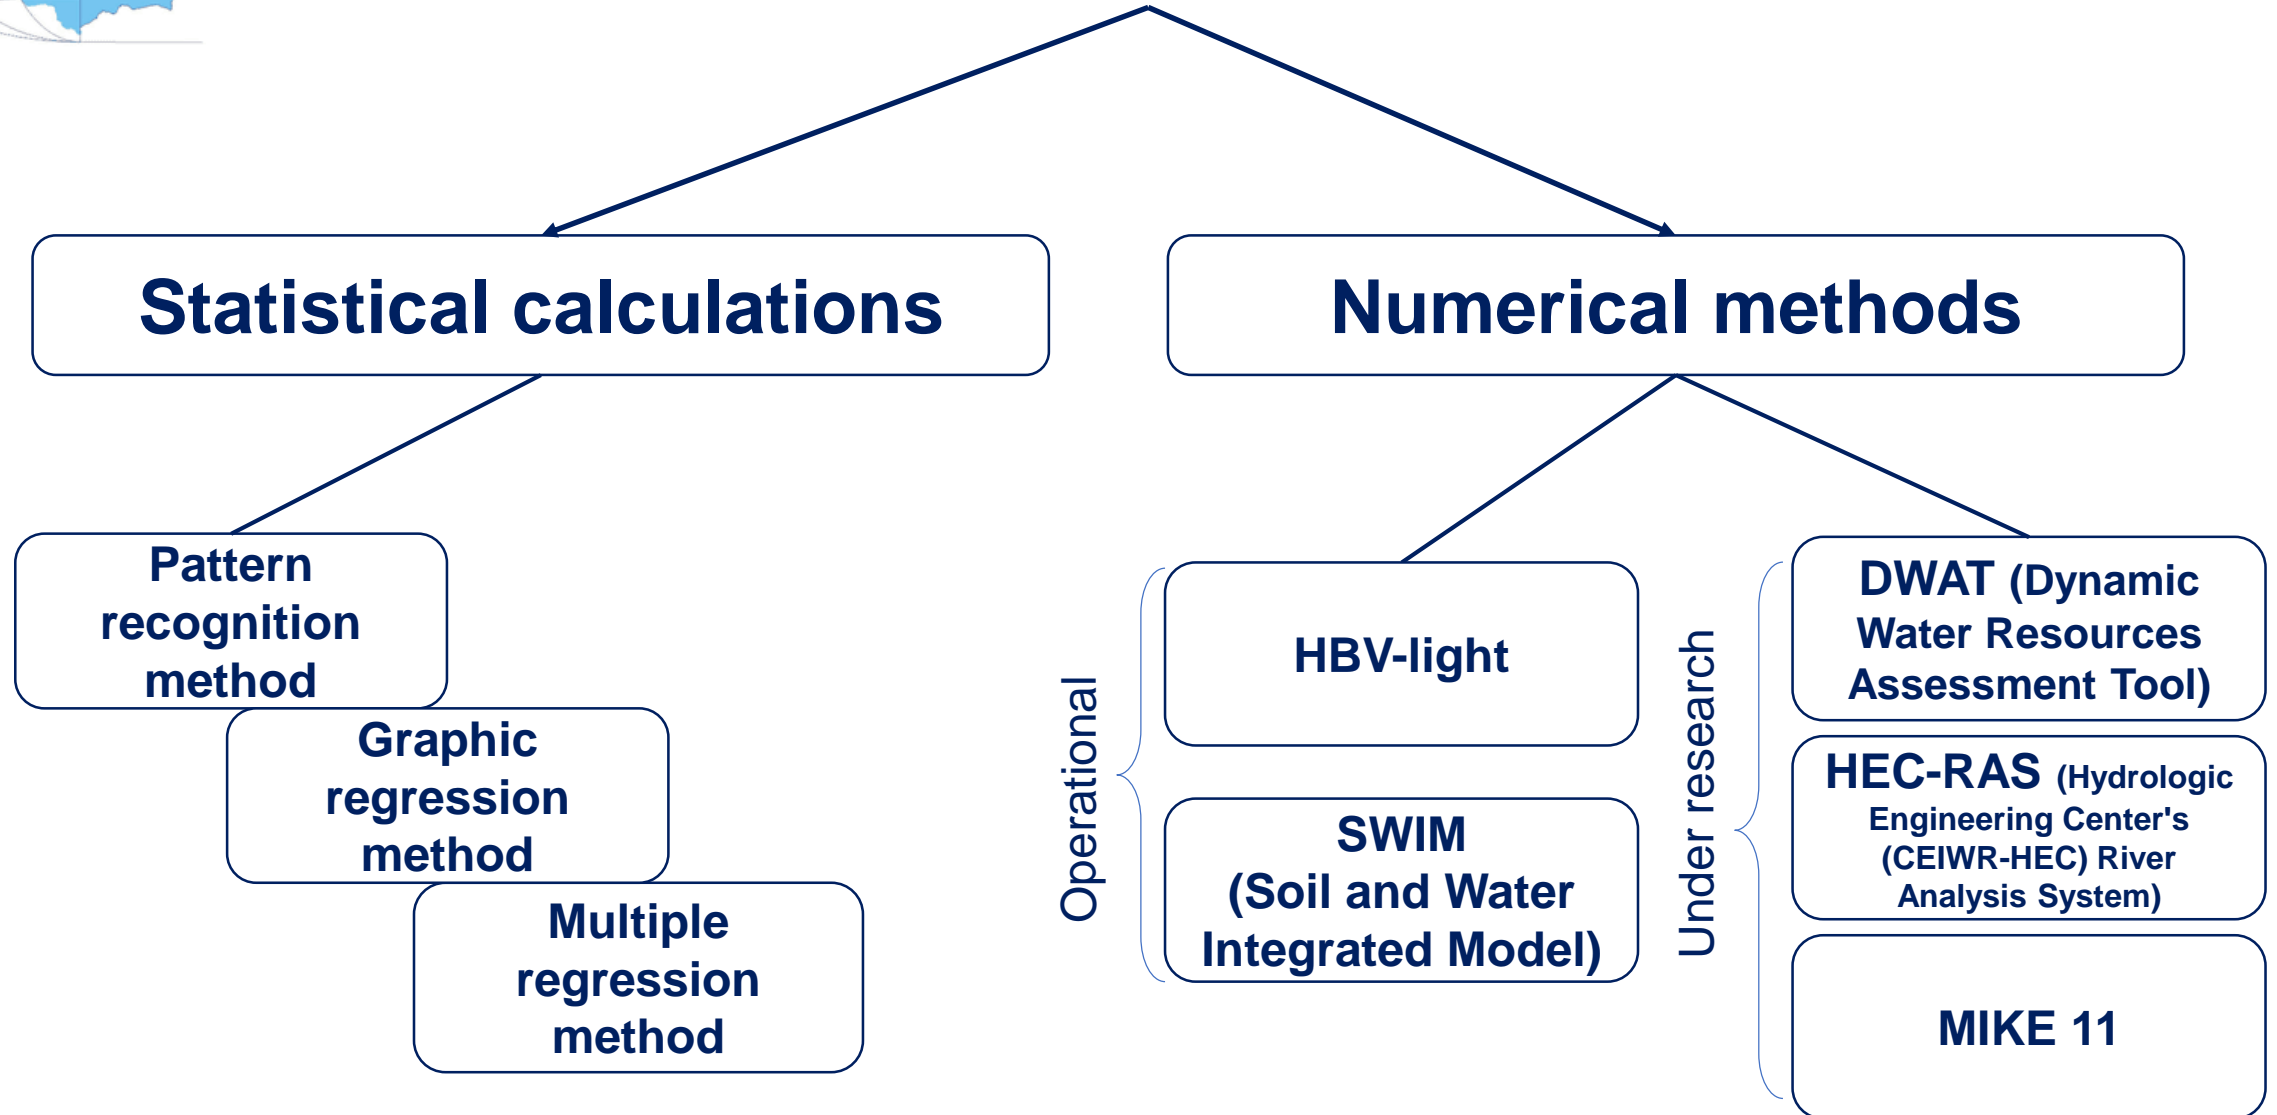 Statistical calculations
Numerical methods
Pattern
recognition
method
Graphic
regression
method
Multiple
regression
method
Operational
HBV-light
SWIM
(Soil and Water
Integrated Model)
Under research
DWAT (Dynamic
Water Resources
Assessment Tool)
HEC-RAS (Hydrologic
Engineering Center's
(CEIWR-HEC) River
Analysis System)
MIKE 11